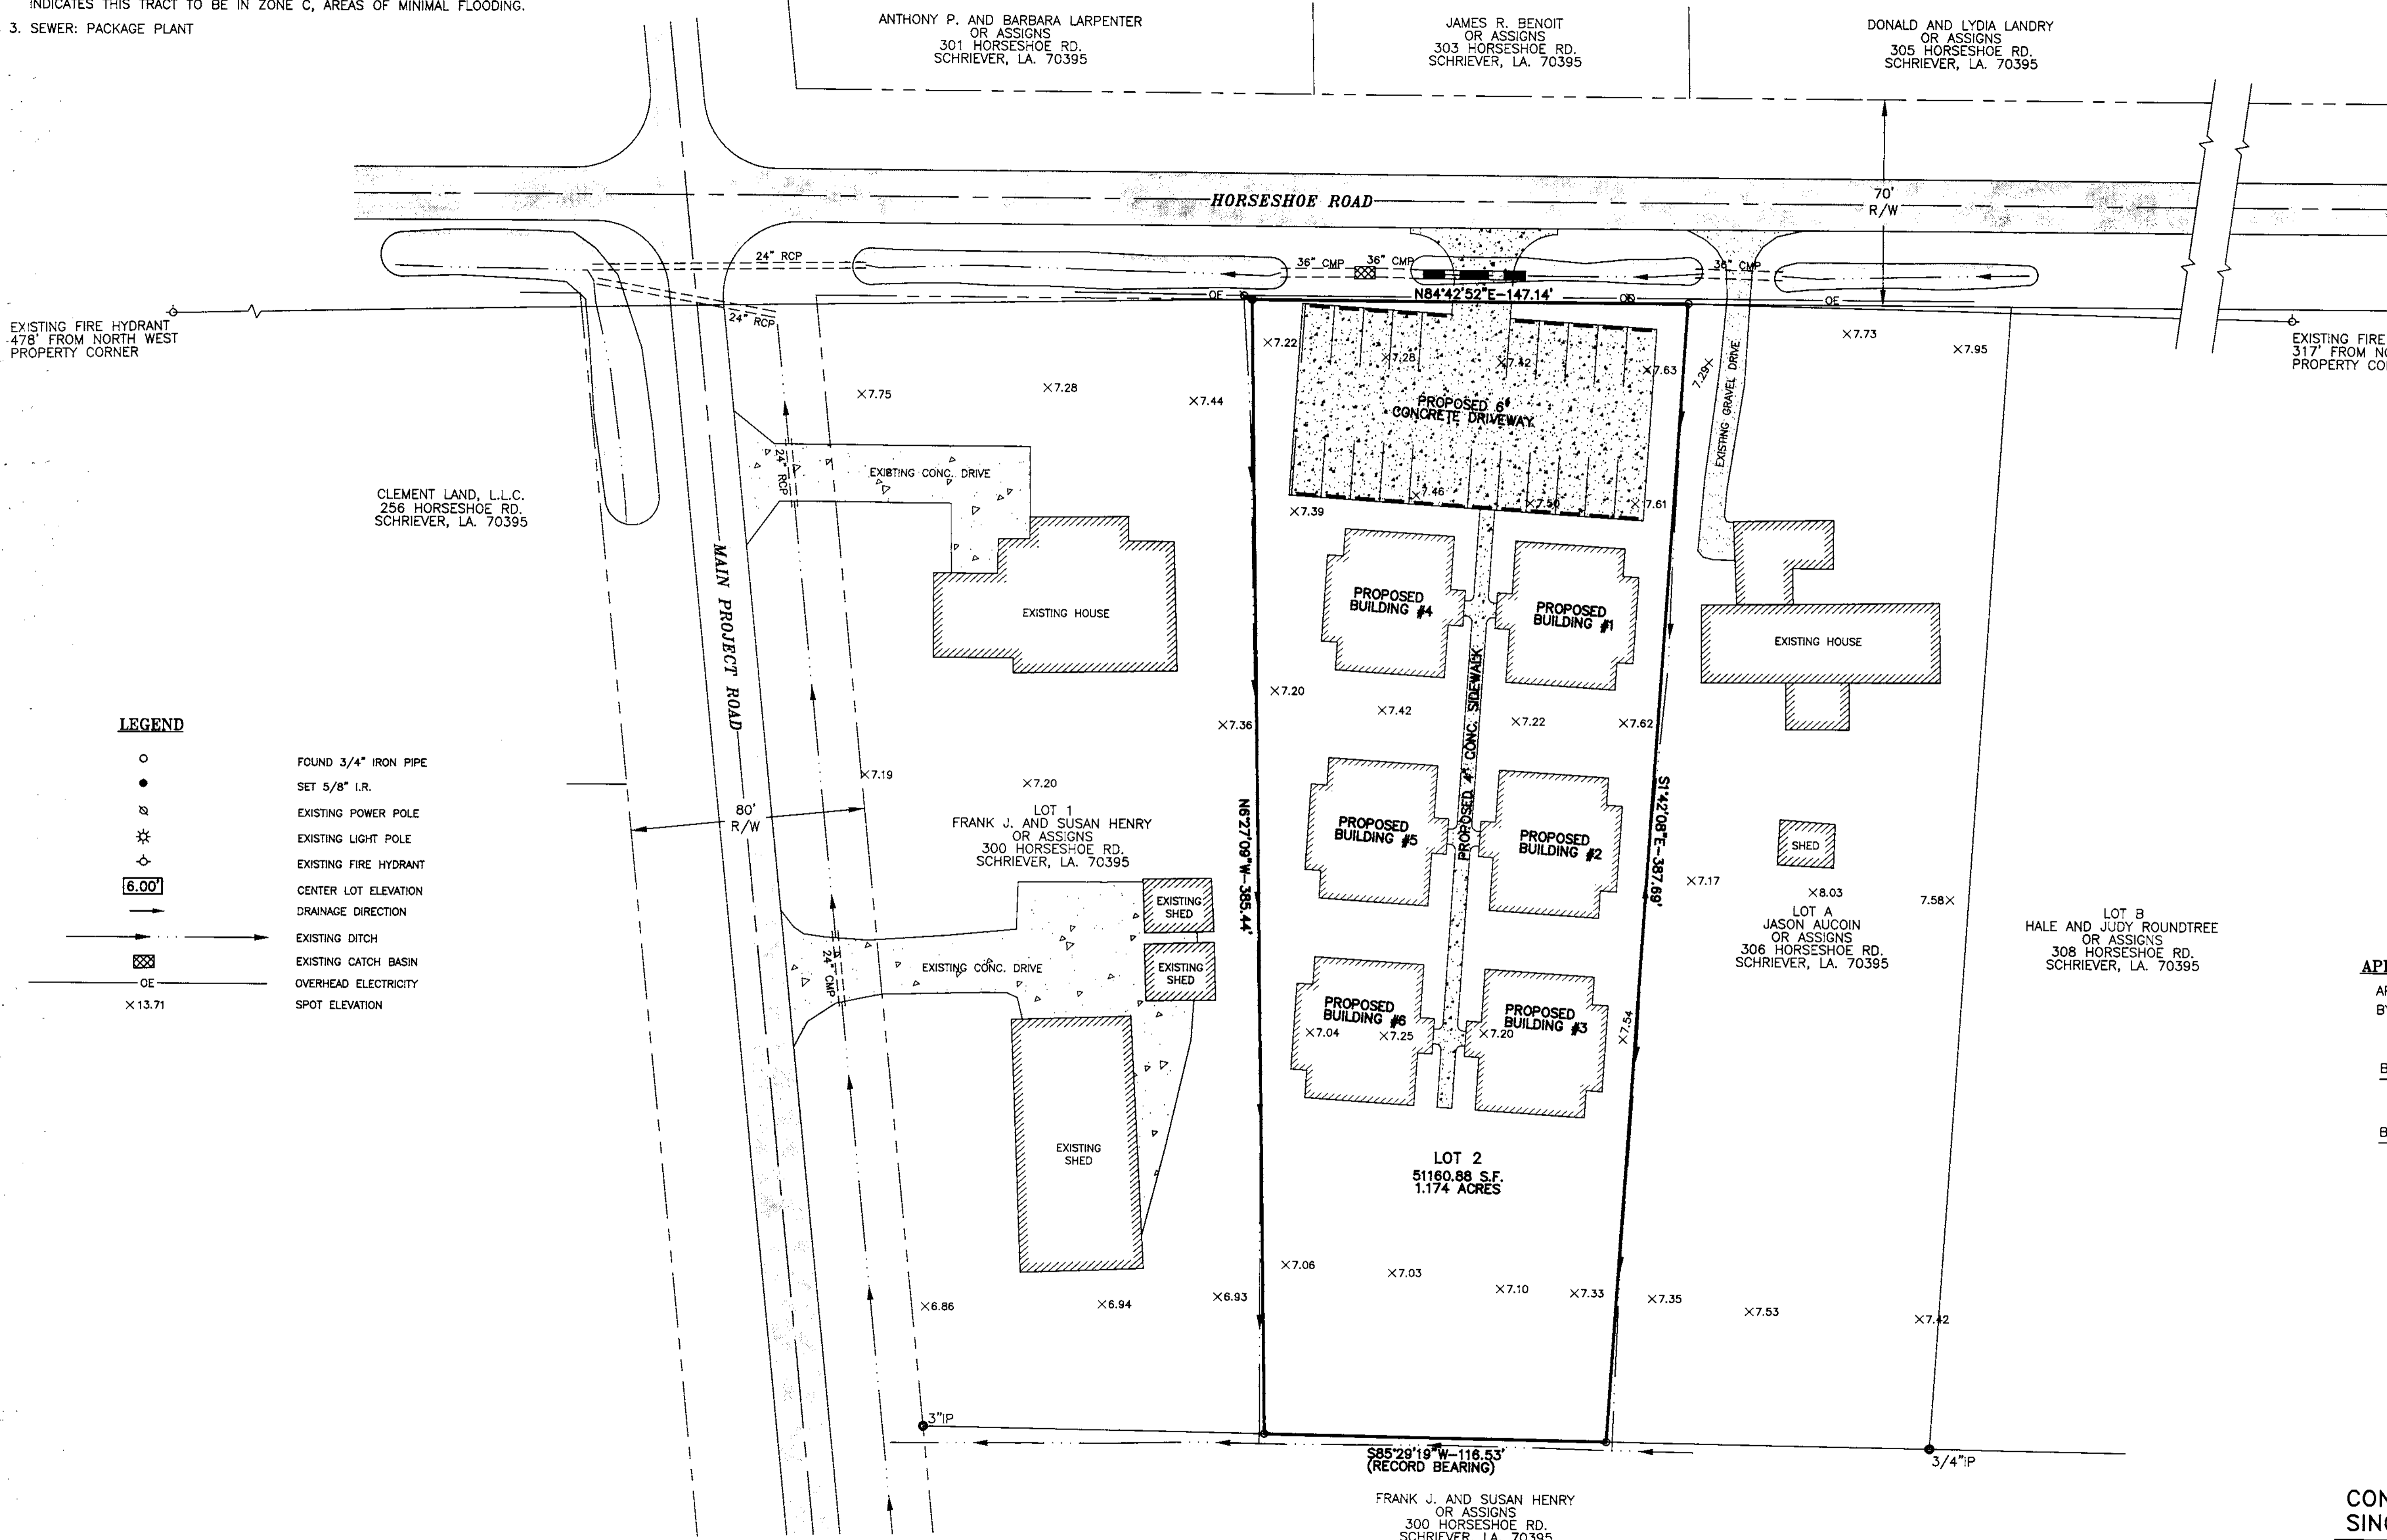 INDICATES THIS TRACT TO BE IN ZONE C, AREAS OF MINIMAL FLOODING.
3. SEWER: PACKAGE PLANT
ANTHONY P. AND BARBARA LARPENTER
OR ASSIGNS
301 HORSESHOE RD.
SCHRIEVER, LA. 70395
JAMES R. BENOIT
OR ASSIGNS
303 HORSESHOE RD.
SCHRIEVER, LA. 70395
DONALD AND LYDIA LANDRY
OR ASSIGNS
305 HORSESHOE RD.
SCHRIEVER, LA. 70395
HORSESHOE ROAD
70'
R/W
24" RCP
36" CMP
36" CMP
36" CMP
OE
N84°42'52"E-147.14'
OE
24" RCP
EXISTING FIRE HYDRANT
478' FROM NORTH WEST
PROPERTY CORNER
EXISTING FIRE
317' FROM NO
PROPERTY CO
×7.22
×7.28
×7.42
×7.63
7.29×
×7.73
×7.95
EXISTING GRAVEL DRIVE
×7.75
×7.28
×7.44
PROPOSED 6"
CONCRETE DRIVEWAY
24" RCP
EXISTING CONC. DRIVE
×7.46
×7.50
×7.61
×7.39
CLEMENT LAND, L.L.C.
256 HORSESHOE RD.
SCHRIEVER, LA. 70395
MAIN PROJECT ROAD
EXISTING HOUSE
PROPOSED
BUILDING #4
PROPOSED
BUILDING #1
EXISTING HOUSE
PROPOSED 4" CONC. SIDEWALK
×7.20
×7.36
×7.42
×7.22
×7.62
LEGEND
FOUND 3/4" IRON PIPE
SET 5/8" I.R.
EXISTING POWER POLE
EXISTING LIGHT POLE
EXISTING FIRE HYDRANT
6.00'
CENTER LOT ELEVATION
DRAINAGE DIRECTION
EXISTING DITCH
EXISTING CATCH BASIN
OE
OVERHEAD ELECTRICITY
×13.71
SPOT ELEVATION
×7.19
×7.20
80'
R/W
LOT 1
FRANK J. AND SUSAN HENRY
OR ASSIGNS
300 HORSESHOE RD.
SCHRIEVER, LA. 70395
N6°27'09"W-385.44'
PROPOSED
BUILDING #5
PROPOSED
BUILDING #2
S1°42'08"E-387.69'
SHED
×7.17
×8.03
7.58×
LOT A
JASON AUCOIN
OR ASSIGNS
306 HORSESHOE RD.
SCHRIEVER, LA. 70395
LOT B
HALE AND JUDY ROUNDTREE
OR ASSIGNS
308 HORSESHOE RD.
SCHRIEVER, LA. 70395
EXISTING
SHED
EXISTING
SHED
EXISTING CONC. DRIVE
24" CMP
PROPOSED
BUILDING #6
×7.04
×7.25
PROPOSED
BUILDING #3
×7.20
×7.54
EXISTING
SHED
LOT 2
51160.88 S.F.
1.174 ACRES
×7.06
×7.03
×7.10
×7.33
×7.35
×7.53
×7.42
×6.86
×6.94
×6.93
3"IP
S85°29'19"W-116.53'
(RECORD BEARING)
3/4"IP
FRANK J. AND SUSAN HENRY
OR ASSIGNS
300 HORSESHOE RD.
SCHRIEVER, LA. 70395
CON
SIN